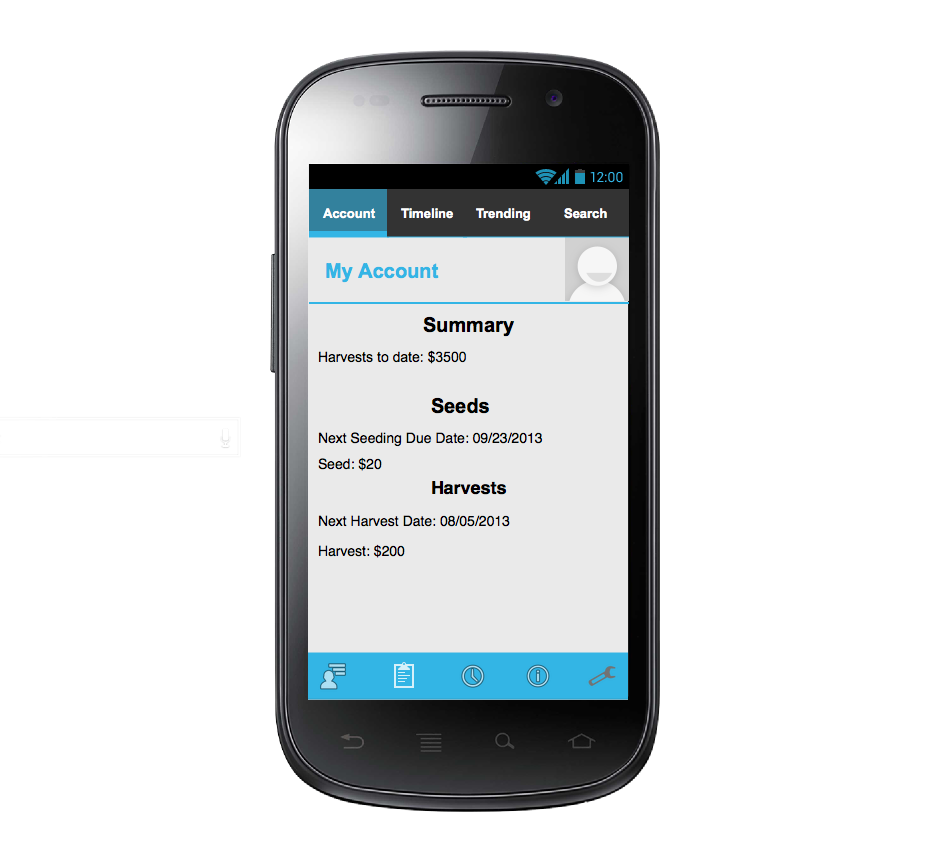 12:00
Account Timeline Trending Search
My Account
Summary
Harvests to date: $3500
Seeds
Next Seeding Due Date: 09/23/2013
Seed: $20
Harvests
Next Harvest Date: 08/05/2013
Harvest: $200